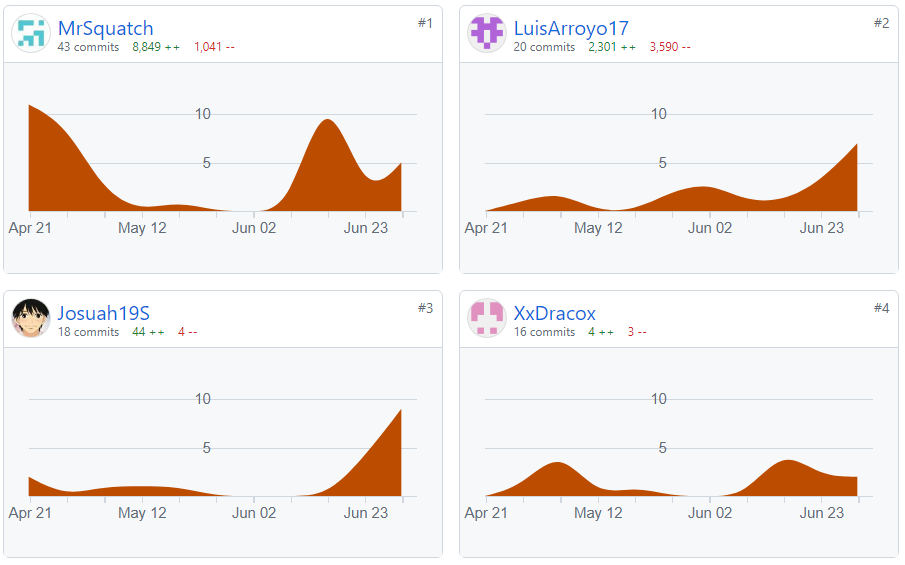 MrSquatch #1
43 commits 8,849 ++ 1,041 --
10
5
Apr 21 May 12 Jun 02 Jun 23
LuisArroyo17 #2
20 commits 2,301 ++ 3,590 --
10
5
Apr 21 May 12 Jun 02 Jun 23
Josuah19S #3
18 commits 44 ++ 4 --
10
5
Apr 21 May 12 Jun 02 Jun 23
XxDracox #4
16 commits 4 ++ 3 --
10
5
Apr 21 May 12 Jun 02 Jun 23